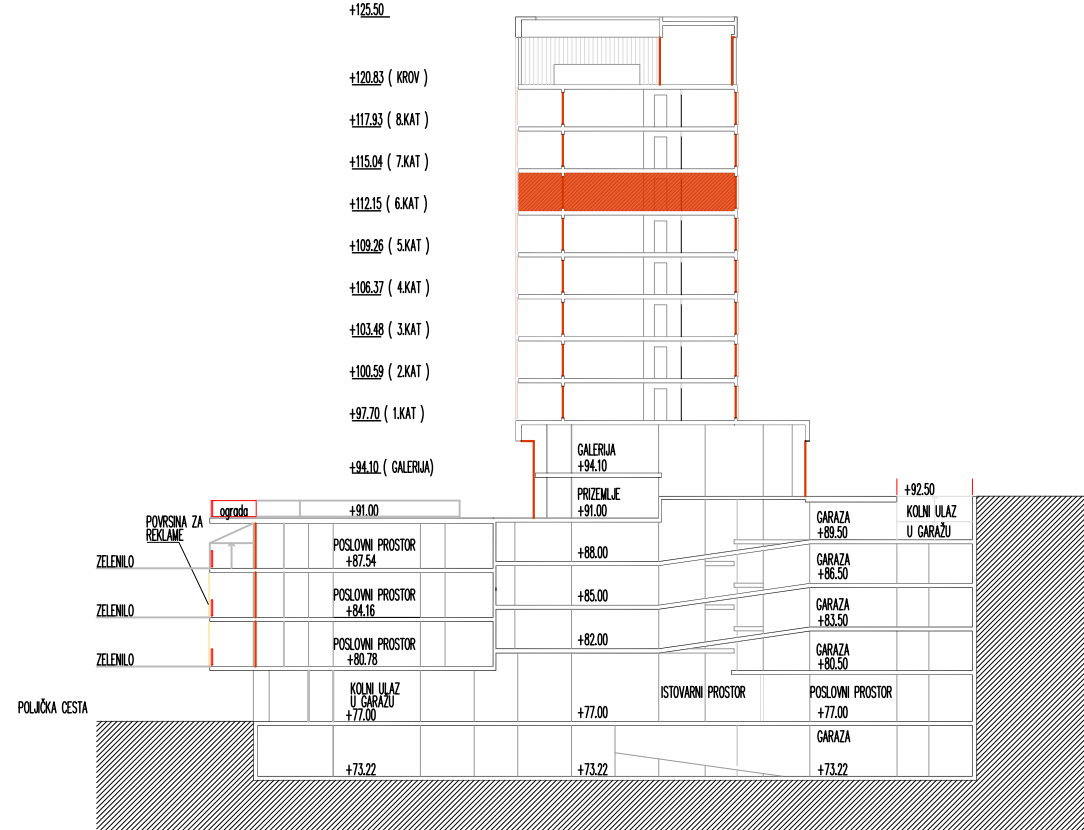 +125.50
+120.83 ( KROV )
+117.93 ( 8.KAT )
+115.04 ( 7.KAT )
+112.15 ( 6.KAT )
+109.26 ( 5.KAT )
+106.37 ( 4.KAT )
+103.48 ( 3.KAT )
+100.59 ( 2.KAT )
+97.70 ( 1.KAT )
+94.10 ( GALERIJA)
GALERIJA
+94.10
PRIZEMLJE
+91.00
ograda
+91.00
+92.50
KOLNI ULAZ
U GARAŽU
POVRSINA ZA
REKLAME
ZELENILO
ZELENILO
ZELENILO
POLJIČKA CESTA
POSLOVNI PROSTOR
+87.54
POSLOVNI PROSTOR
+84.16
POSLOVNI PROSTOR
+80.78
KOLNI ULAZ
U GARAZU
+77.00
+73.22
+88.00
+85.00
+82.00
+77.00
+73.22
ISTOVARNI PROSTOR
GARAZA
+89.50
GARAZA
+86.50
GARAZA
+83.50
GARAZA
+80.50
POSLOVNI PROSTOR
+77.00
GARAZA
+73.22